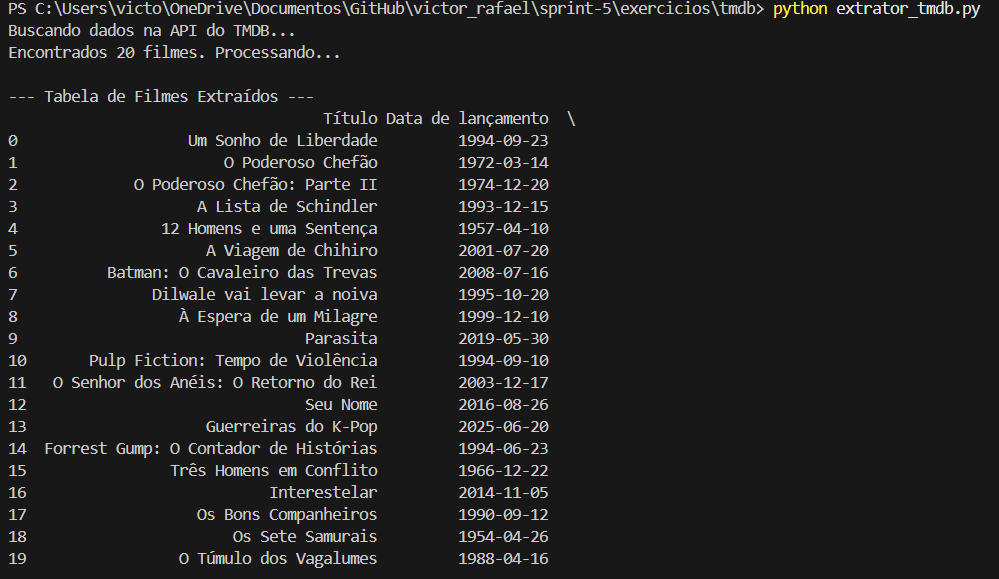 PS C:\Users\victo\OneDrive\Documentos\GitHub\victor_rafael\sprint-5\exercicios\tmdb> python extrator_tmdb.py
Buscando dados na API do TMDB...
Encontrados 20 filmes. Processando...
--- Tabela de Filmes Extraídos ---
Título Data de lançamento \
0 Um Sonho de Liberdade 1994-09-23
1 O Poderoso Chefão 1972-03-14
2 O Poderoso Chefão: Parte II 1974-12-20
3 A Lista de Schindler 1993-12-15
4 12 Homens e uma Sentença 1957-04-10
5 A Viagem de Chihiro 2001-07-20
6 Batman: O Cavaleiro das Trevas 2008-07-16
7 Dilwale vai levar a noiva 1995-10-20
8 À Espera de um Milagre 1999-12-10
9 Parasita 2019-05-30
10 Pulp Fiction: Tempo de Violência 1994-09-10
11 O Senhor dos Anéis: O Retorno do Rei 2003-12-17
12 Seu Nome 2016-08-26
13 Guerreiras do K-Pop 2025-06-20
14 Forrest Gump: O Contador de Histórias 1994-06-23
15 Três Homens em Conflito 1966-12-22
16 Interestelar 2014-11-05
17 Os Bons Companheiros 1990-09-12
18 Os Sete Samurais 1954-04-26
19 O Túmulo dos Vagalumes 1988-04-16